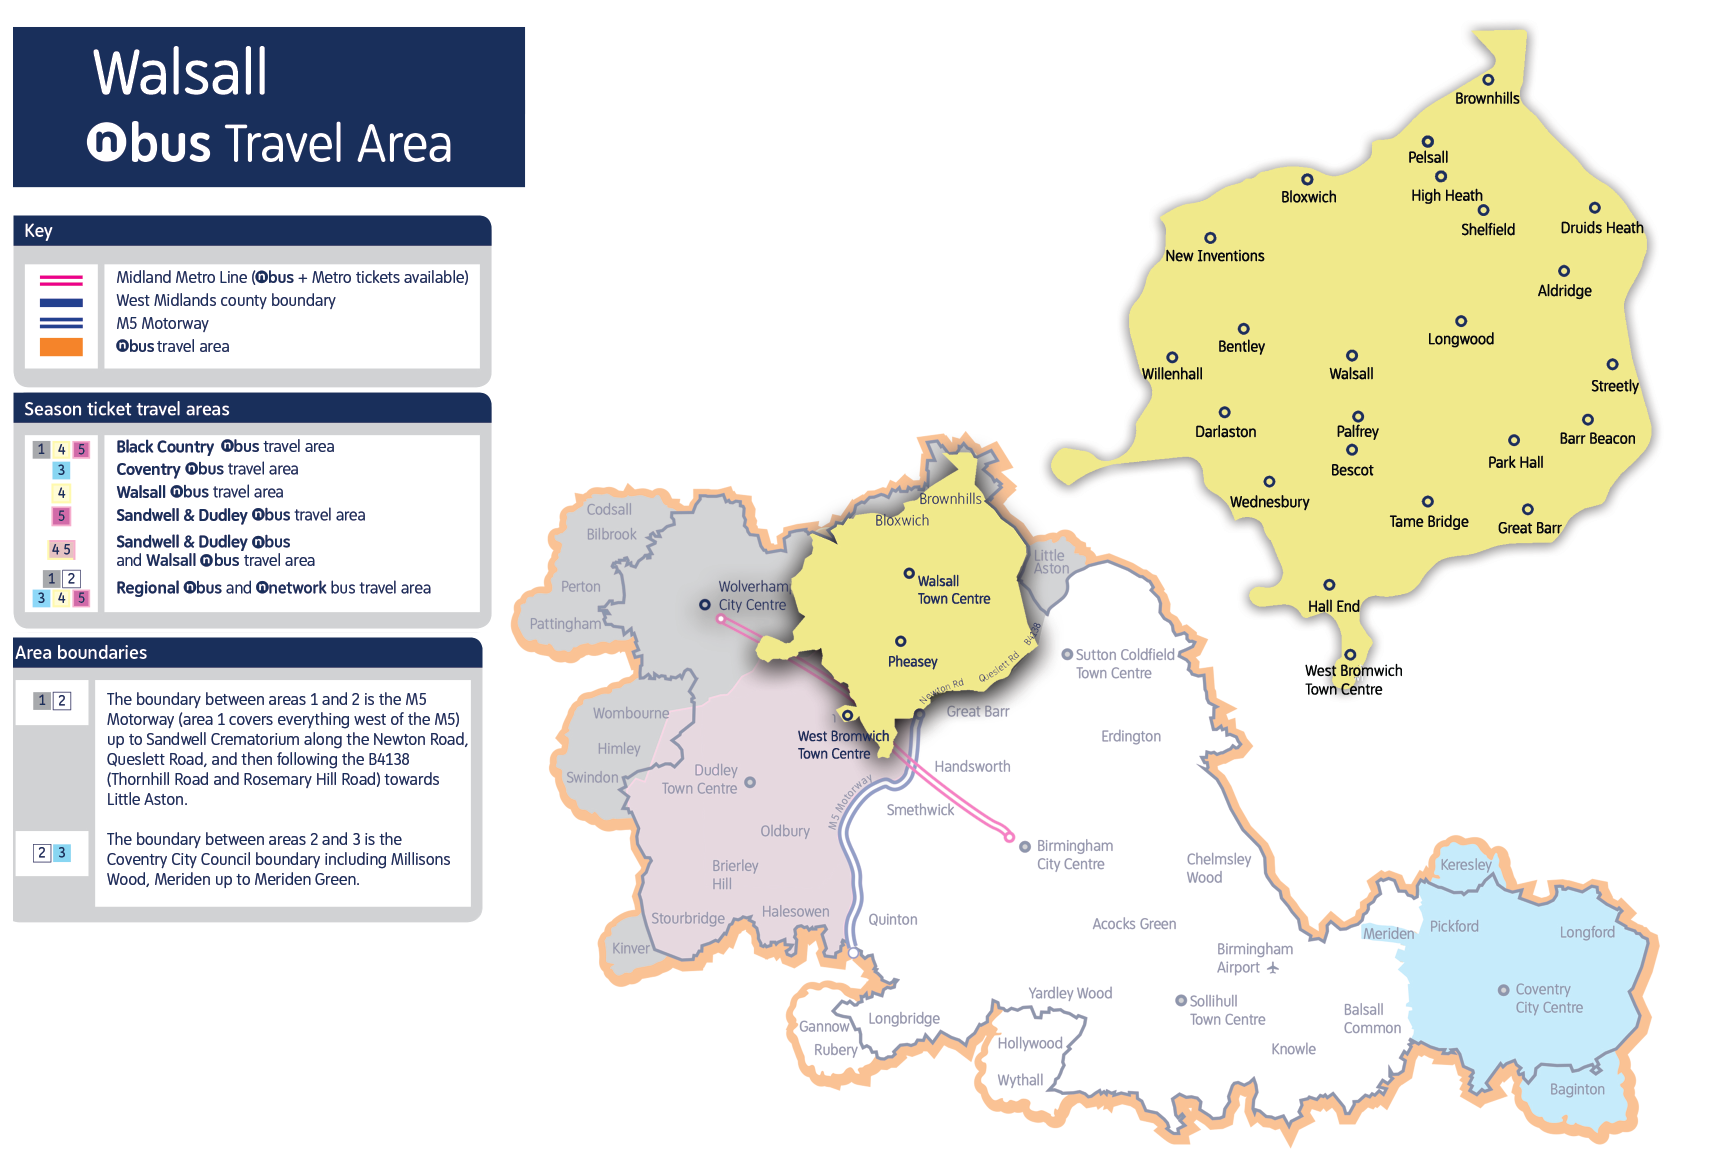 Walsall
nbus Travel Area
Key
Midland Metro Line (nbus + Metro tickets available)
West Midlands county boundary
M5 Motorway
nbus travel area
Season ticket travel areas
1 4 5 Black Country nbus travel area
3 Coventry nbus travel area
4 Walsall nbus travel area
5 Sandwell & Dudley nbus travel area
4 5 Sandwell & Dudley nbus
and Walsall nbus travel area
1 2
3 4 5 Regional nbus and nnetwork bus travel area
Area boundaries
1 2 The boundary between areas 1 and 2 is the M5
Motorway (area 1 covers everything west of the M5)
up to Sandwell Crematorium along the Newton Road,
Queslett Road, and then following the B4138
(Thornhill Road and Rosemary Hill Road) towards
Little Aston.
2 3 The boundary between areas 2 and 3 is the
Coventry City Council boundary including Millisons
Wood, Meriden up to Meriden Green.
Brownhills
Pelsall
Bloxwich
High Heath
Shelfield
Druids Heath
New Inventions
Aldridge
Longwood
Bentley
Willenhall
Walsall
Streetly
Darlaston
Palfrey
Barr Beacon
Park Hall
Bescot
Wednesbury
Tame Bridge
Great Barr
Hall End
West Bromwich
Town Centre
Codsall
Bilbrook
Perton
Pattingham
Wolverham
City Centre
Brownhills
Bloxwich
Little
Aston
Walsall
Town Centre
Pheasey
B4138
Queslett Rd
Newton Rd
Sutton Coldfield
Town Centre
Great Barr
Wombourne
Himley
Swindon
West Bromwich
Town Centre
Erdington
Handsworth
Dudley
Town Centre
M5 Motorway
Smethwick
Oldbury
Birmingham
City Centre
Brierley
Hill
Chelmsley
Wood
Keresley
Stourbridge
Halesowen
Quinton
Acocks Green
Kinver
Birmingham
Airport
Meriden
Pickford
Longford
Yardley Wood
Sollihull
Town Centre
Coventry
City Centre
Balsall
Common
Gannow
Longbridge
Rubery
Hollywood
Knowle
Wythall
Baginton